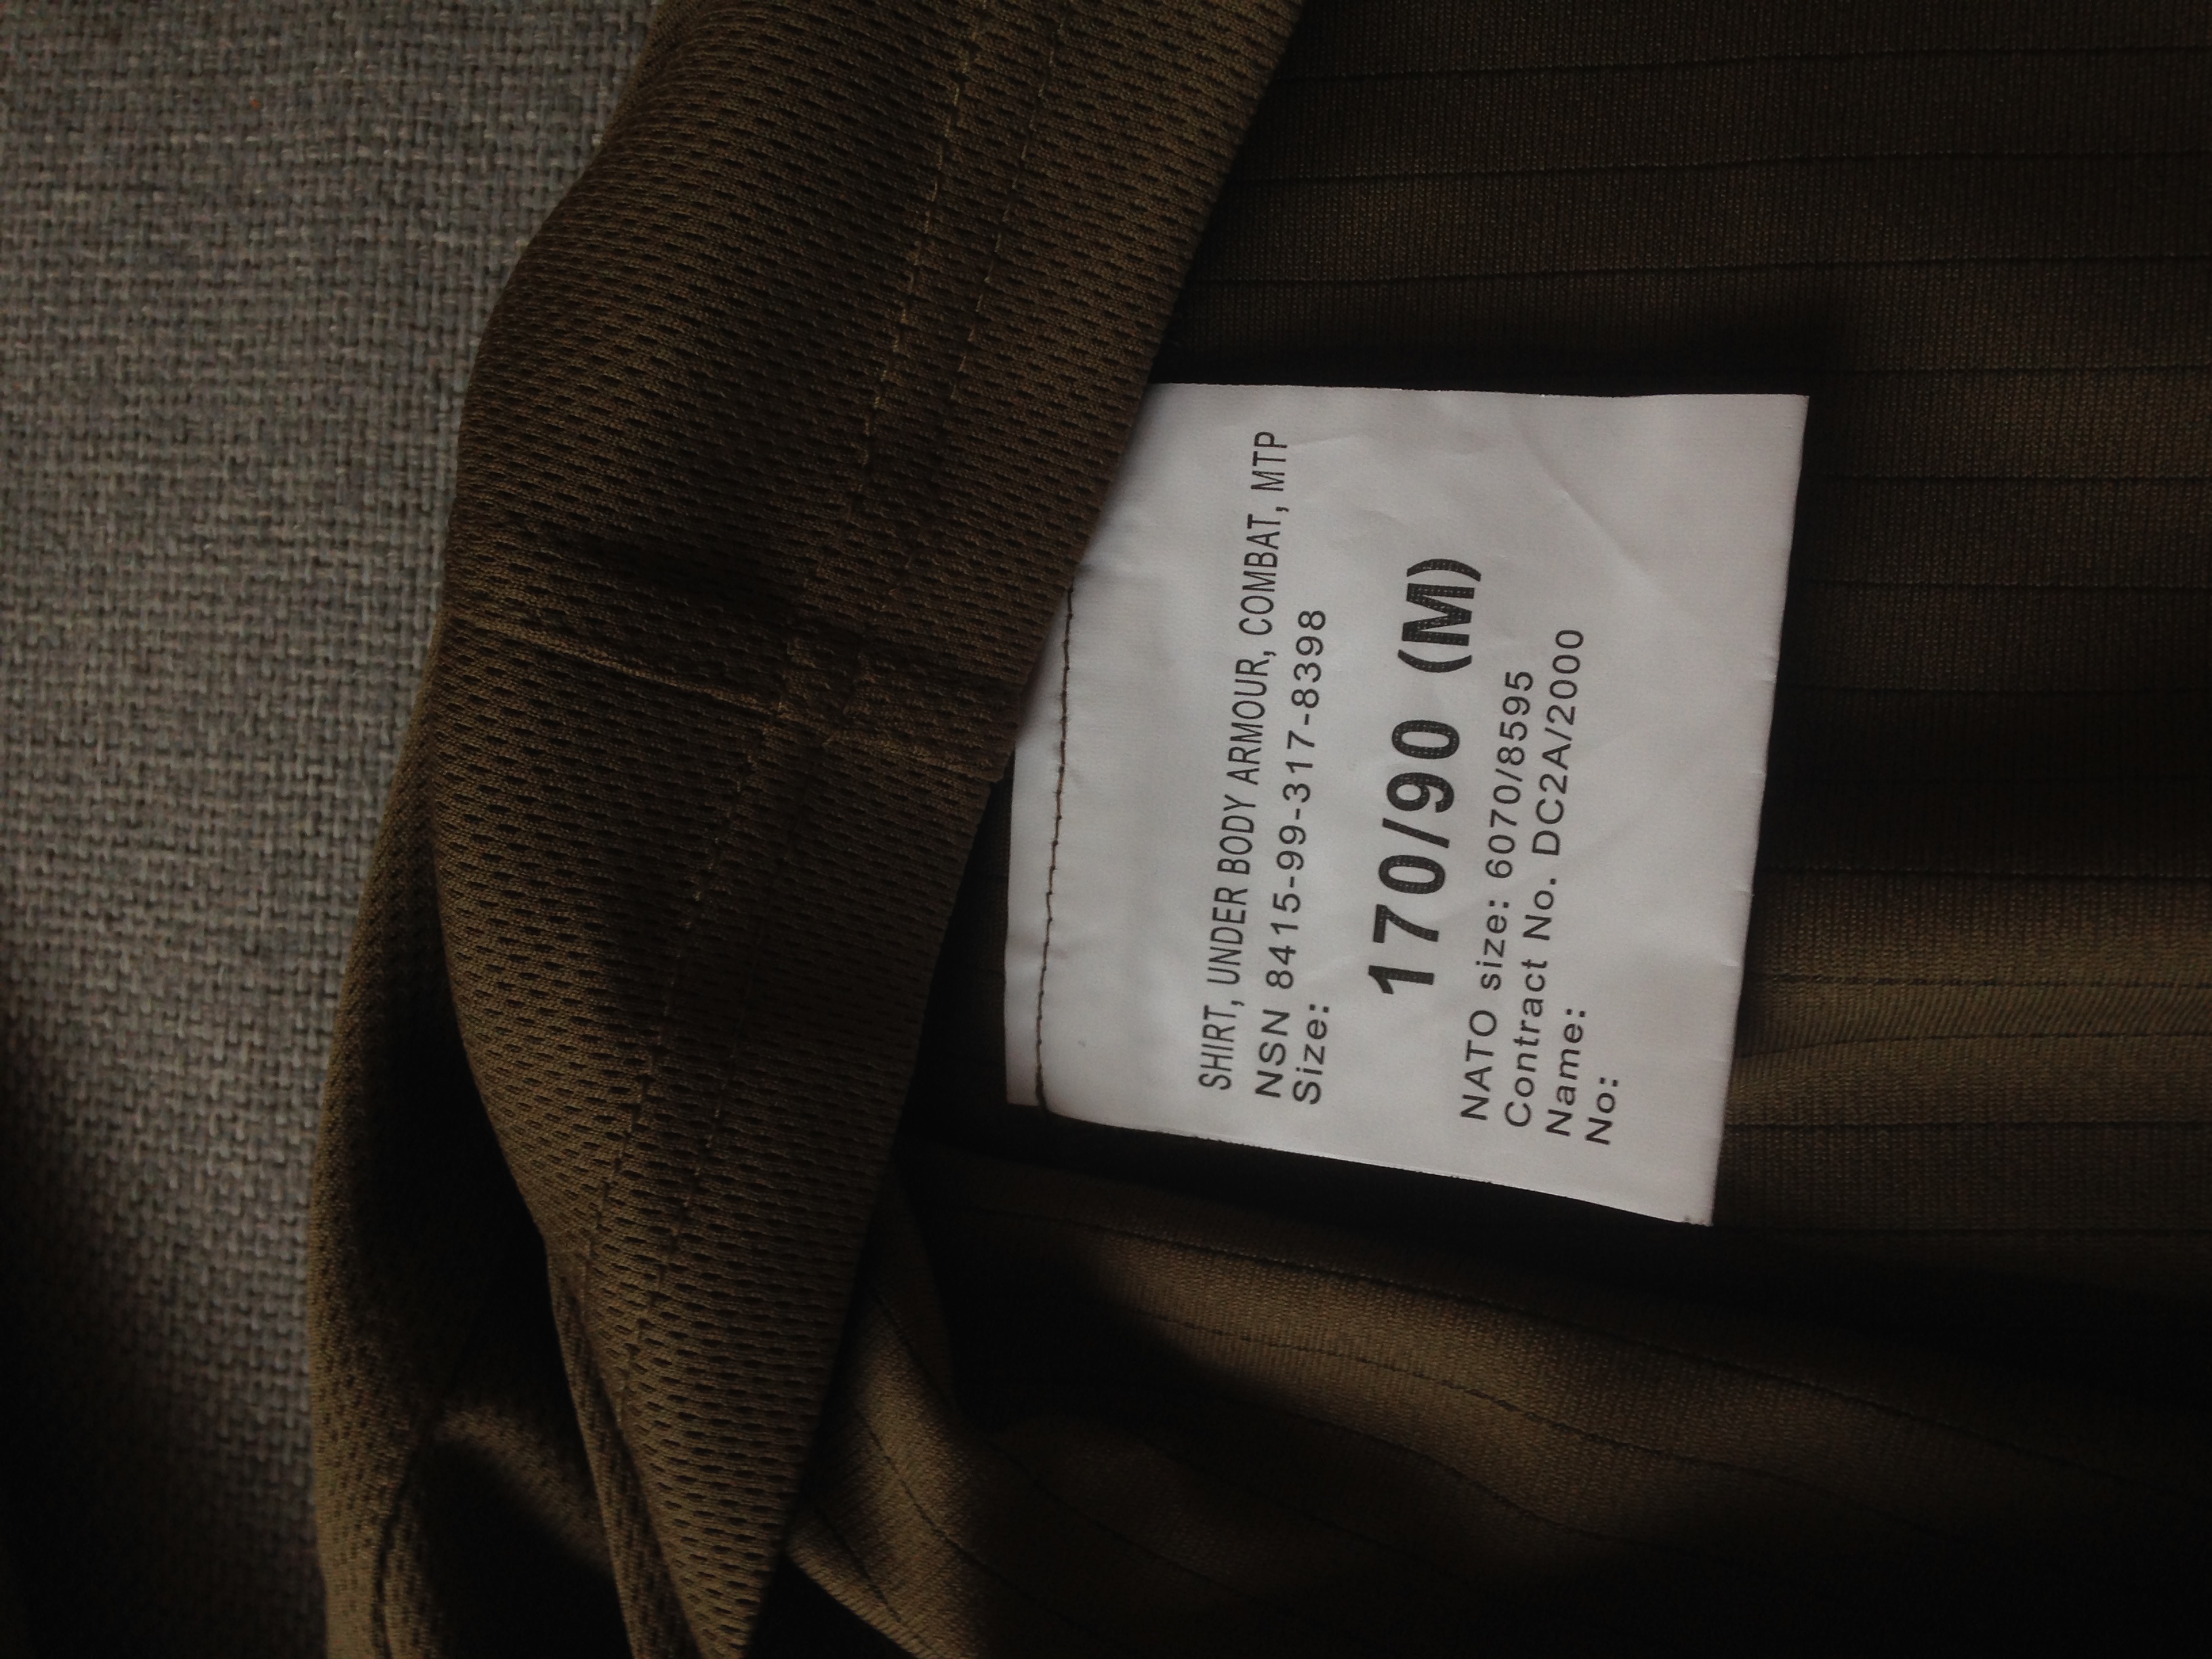 SHIRT, UNDER BODY ARMOUR, COMBAT, MTP
NSN 8415-99-317-8398
Size:
170/90 (M)
NATO size: 6070/8595
Contract No. DC2A/2000
Name:
No: